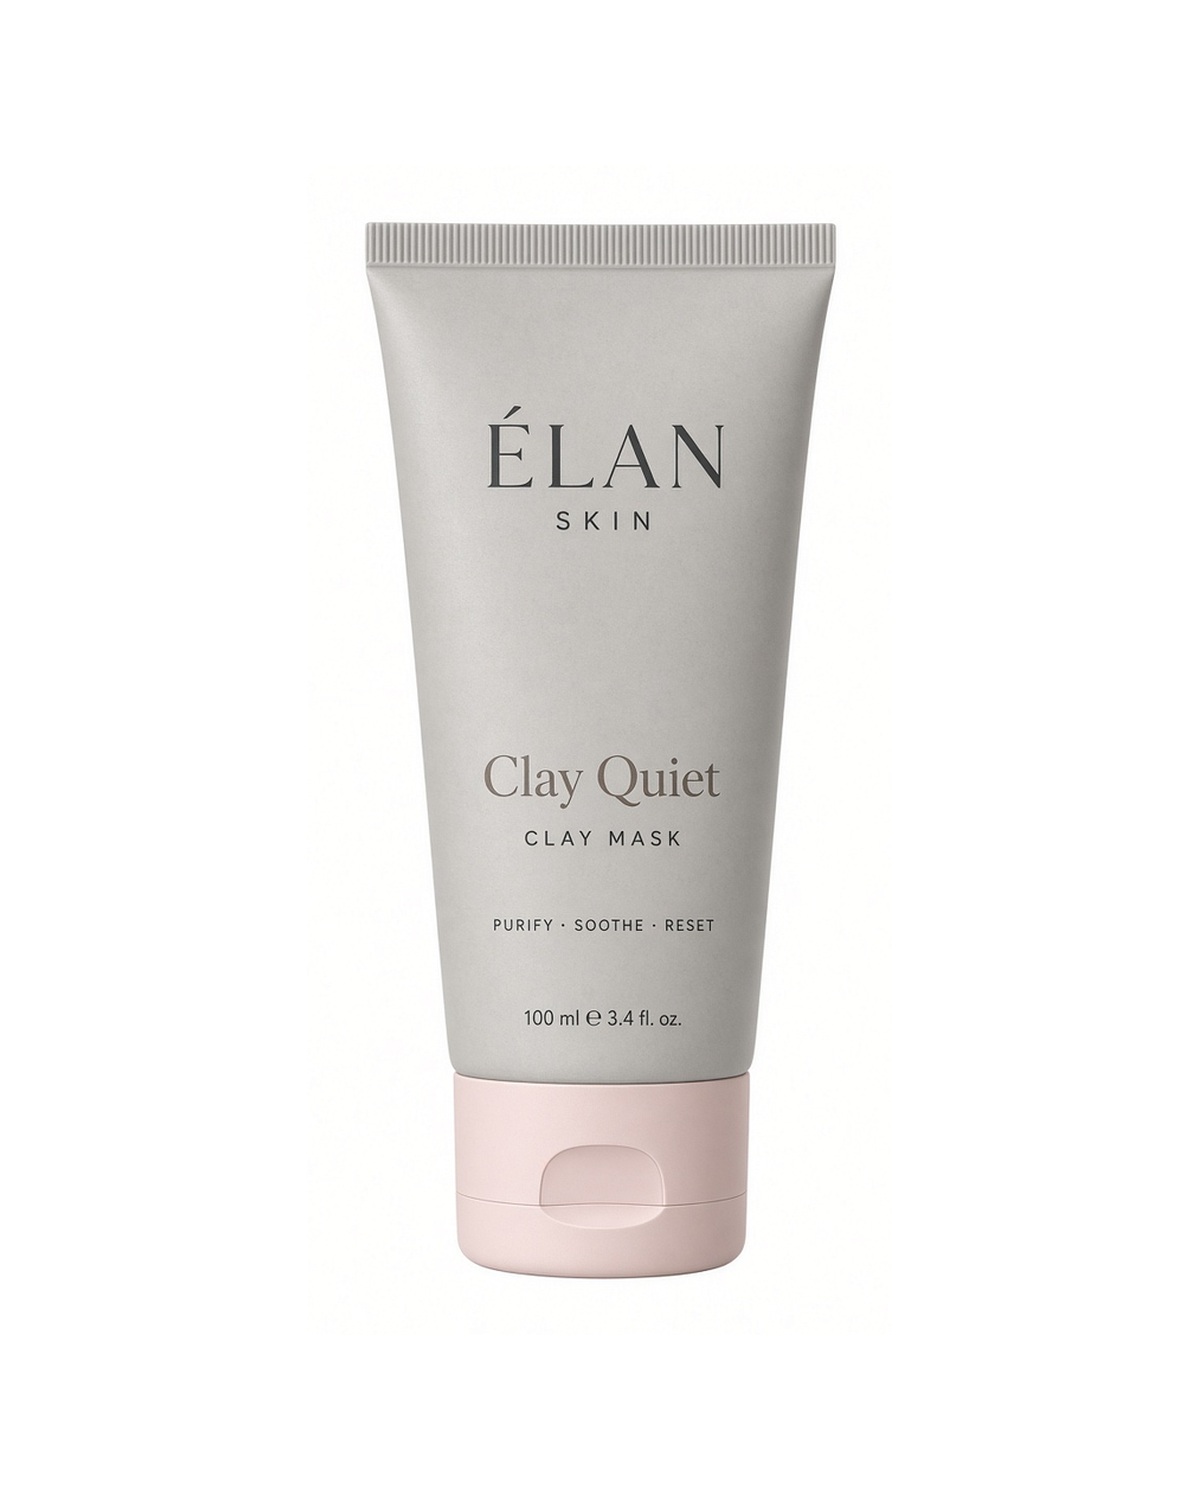 ÉLAN
SKIN
Clay Quiet
CLAY MASK
PURIFY · SOOTHE · RESET
100 ml ℮ 3.4 fl. oz.